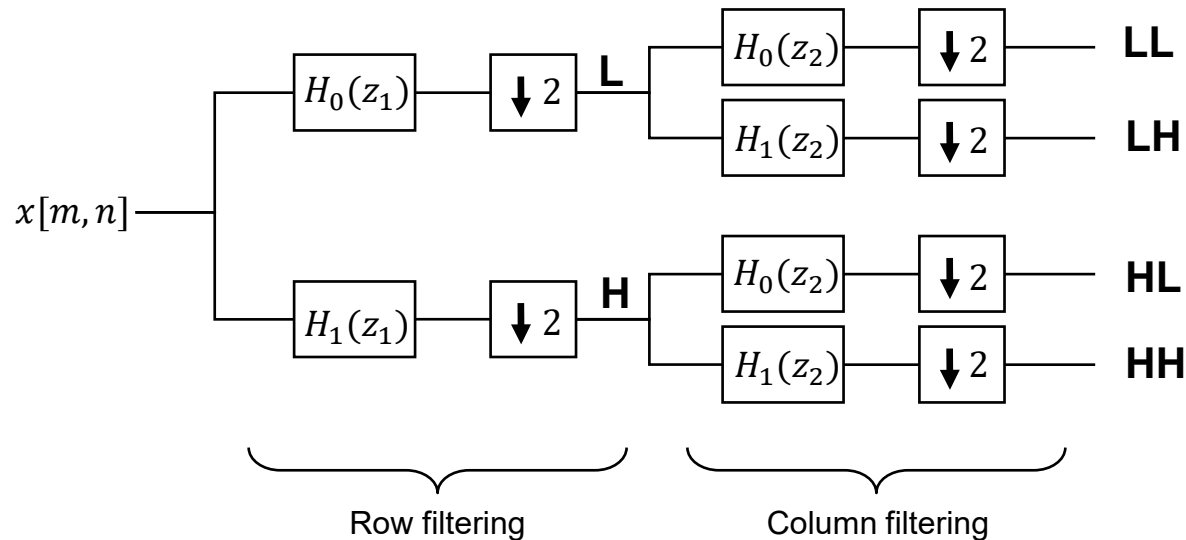 H₀(z₂) ↓ 2 LL
H₀(z₁) ↓ 2 L
H₁(z₂) ↓ 2 LH
x[m, n]
H₀(z₂) ↓ 2 HL
H₁(z₁) ↓ 2 H
H₁(z₂) ↓ 2 HH
Row filtering
Column filtering